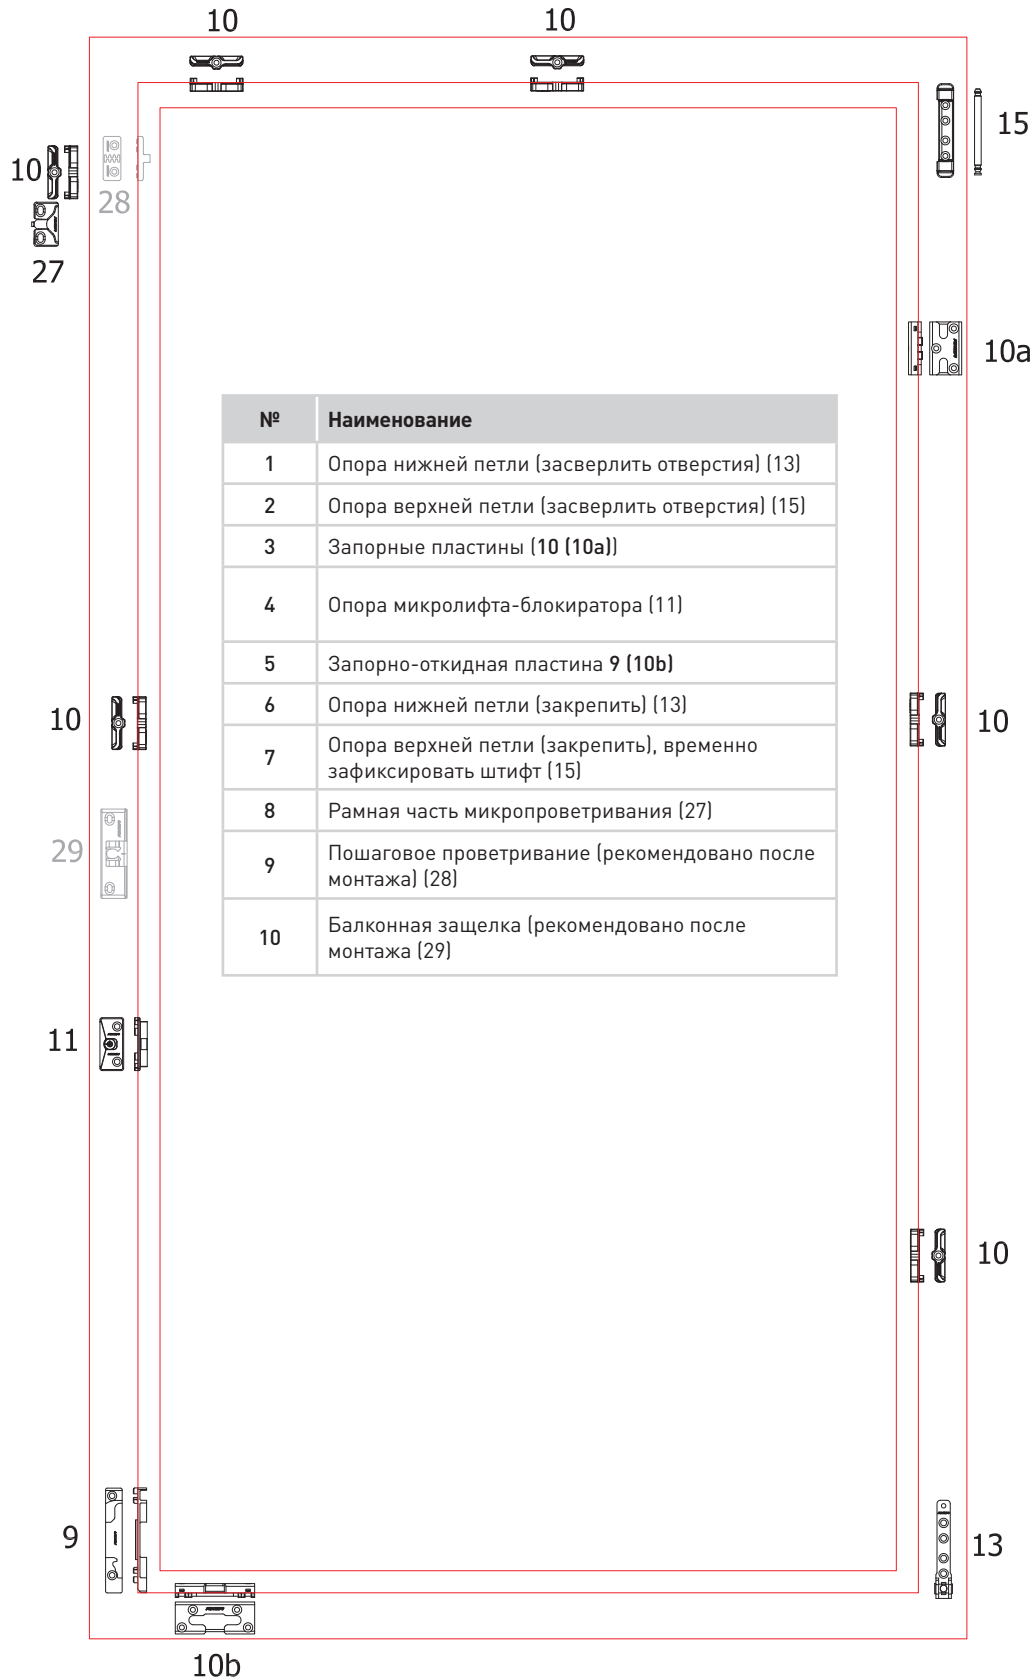 10 10
15
10
28
27
10a
№ Наименование
1 Опора нижней петли (засверлить отверстия) (13)
2 Опора верхней петли (засверлить отверстия) (15)
3 Запорные пластины (10 (10a))
4 Опора микролифта-блокиратора (11)
5 Запорно-откидная пластина 9 (10b)
6 Опора нижней петли (закрепить) (13)
7 Опора верхней петли (закрепить), временно
зафиксировать штифт (15)
8 Рамная часть микропроветривания (27)
9 Пошаговое проветривание (рекомендовано после
монтажа) (28)
10 Балконная защелка (рекомендовано после
монтажа (29)
10
10
29
11
10
9
13
10b